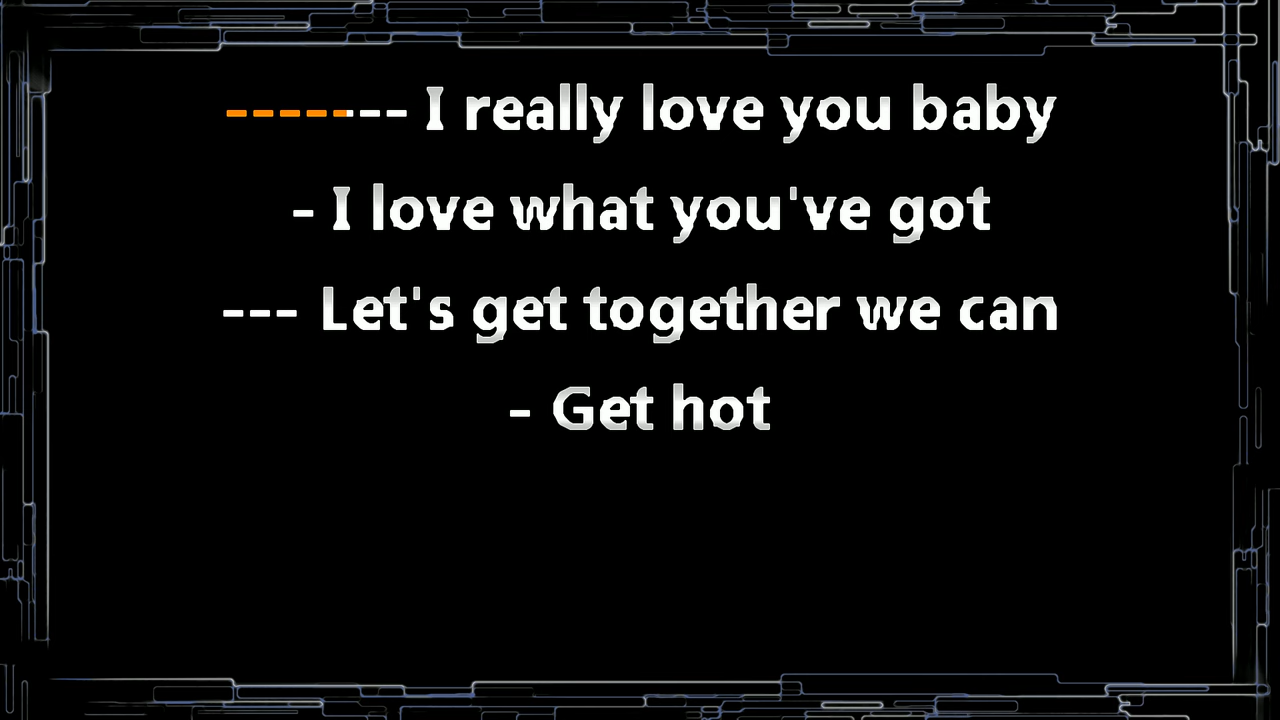 ------- I really love you baby
- I love what you've got
--- Let's get together we can
- Get hot